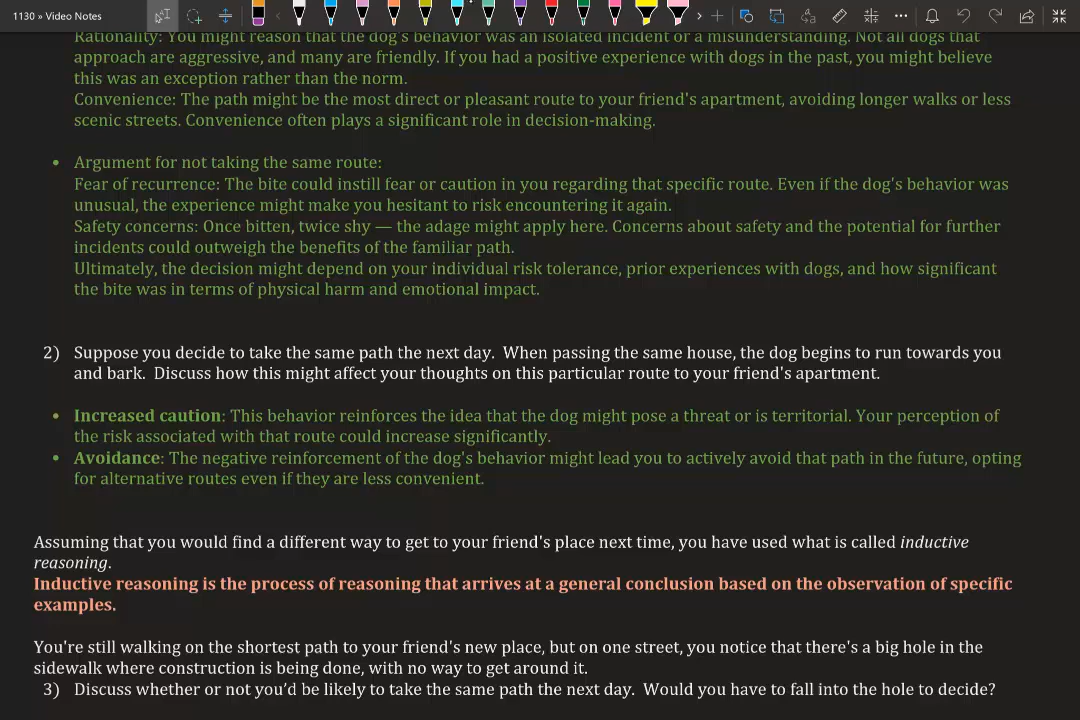 1130 » Video Notes
Rationality: You might reason that the dog's behavior was an isolated incident or a misunderstanding. Not all dogs that
approach are aggressive, and many are friendly. If you had a positive experience with dogs in the past, you might believe
this was an exception rather than the norm.
Convenience: The path might be the most direct or pleasant route to your friend's apartment, avoiding longer walks or less
scenic streets. Convenience often plays a significant role in decision-making.
• Argument for not taking the same route:
Fear of recurrence: The bite could instill fear or caution in you regarding that specific route. Even if the dog's behavior was
unusual, the experience might make you hesitant to risk encountering it again.
Safety concerns: Once bitten, twice shy — the adage might apply here. Concerns about safety and the potential for further
incidents could outweigh the benefits of the familiar path.
Ultimately, the decision might depend on your individual risk tolerance, prior experiences with dogs, and how significant
the bite was in terms of physical harm and emotional impact.
2) Suppose you decide to take the same path the next day. When passing the same house, the dog begins to run towards you
and bark. Discuss how this might affect your thoughts on this particular route to your friend's apartment.
• Increased caution: This behavior reinforces the idea that the dog might pose a threat or is territorial. Your perception of
the risk associated with that route could increase significantly.
• Avoidance: The negative reinforcement of the dog's behavior might lead you to actively avoid that path in the future, opting
for alternative routes even if they are less convenient.
Assuming that you would find a different way to get to your friend's place next time, you have used what is called inductive
reasoning.
Inductive reasoning is the process of reasoning that arrives at a general conclusion based on the observation of specific
examples.
You're still walking on the shortest path to your friend's new place, but on one street, you notice that there's a big hole in the
sidewalk where construction is being done, with no way to get around it.
3) Discuss whether or not you’d be likely to take the same path the next day. Would you have to fall into the hole to decide?